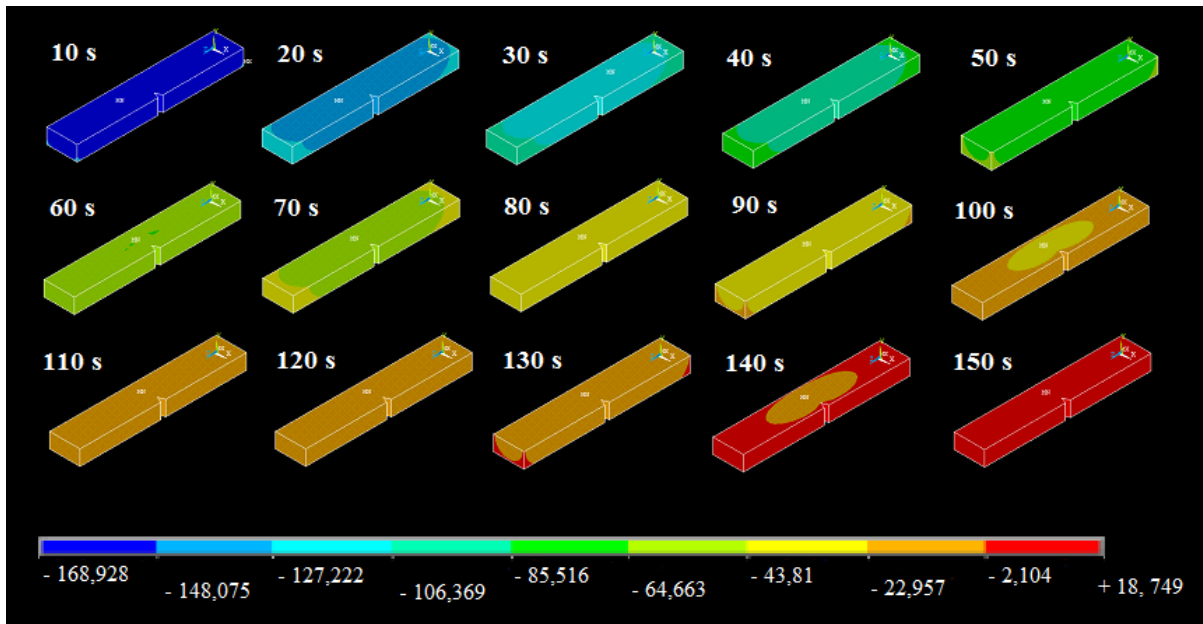 10 s 20 s 30 s 40 s 50 s
60 s 70 s 80 s 90 s 100 s
110 s 120 s 130 s 140 s 150 s
- 168,928 - 127,222 - 85,516 - 43,81 - 2,104
- 148,075 - 106,369 - 64,663 - 22,957 + 18, 749